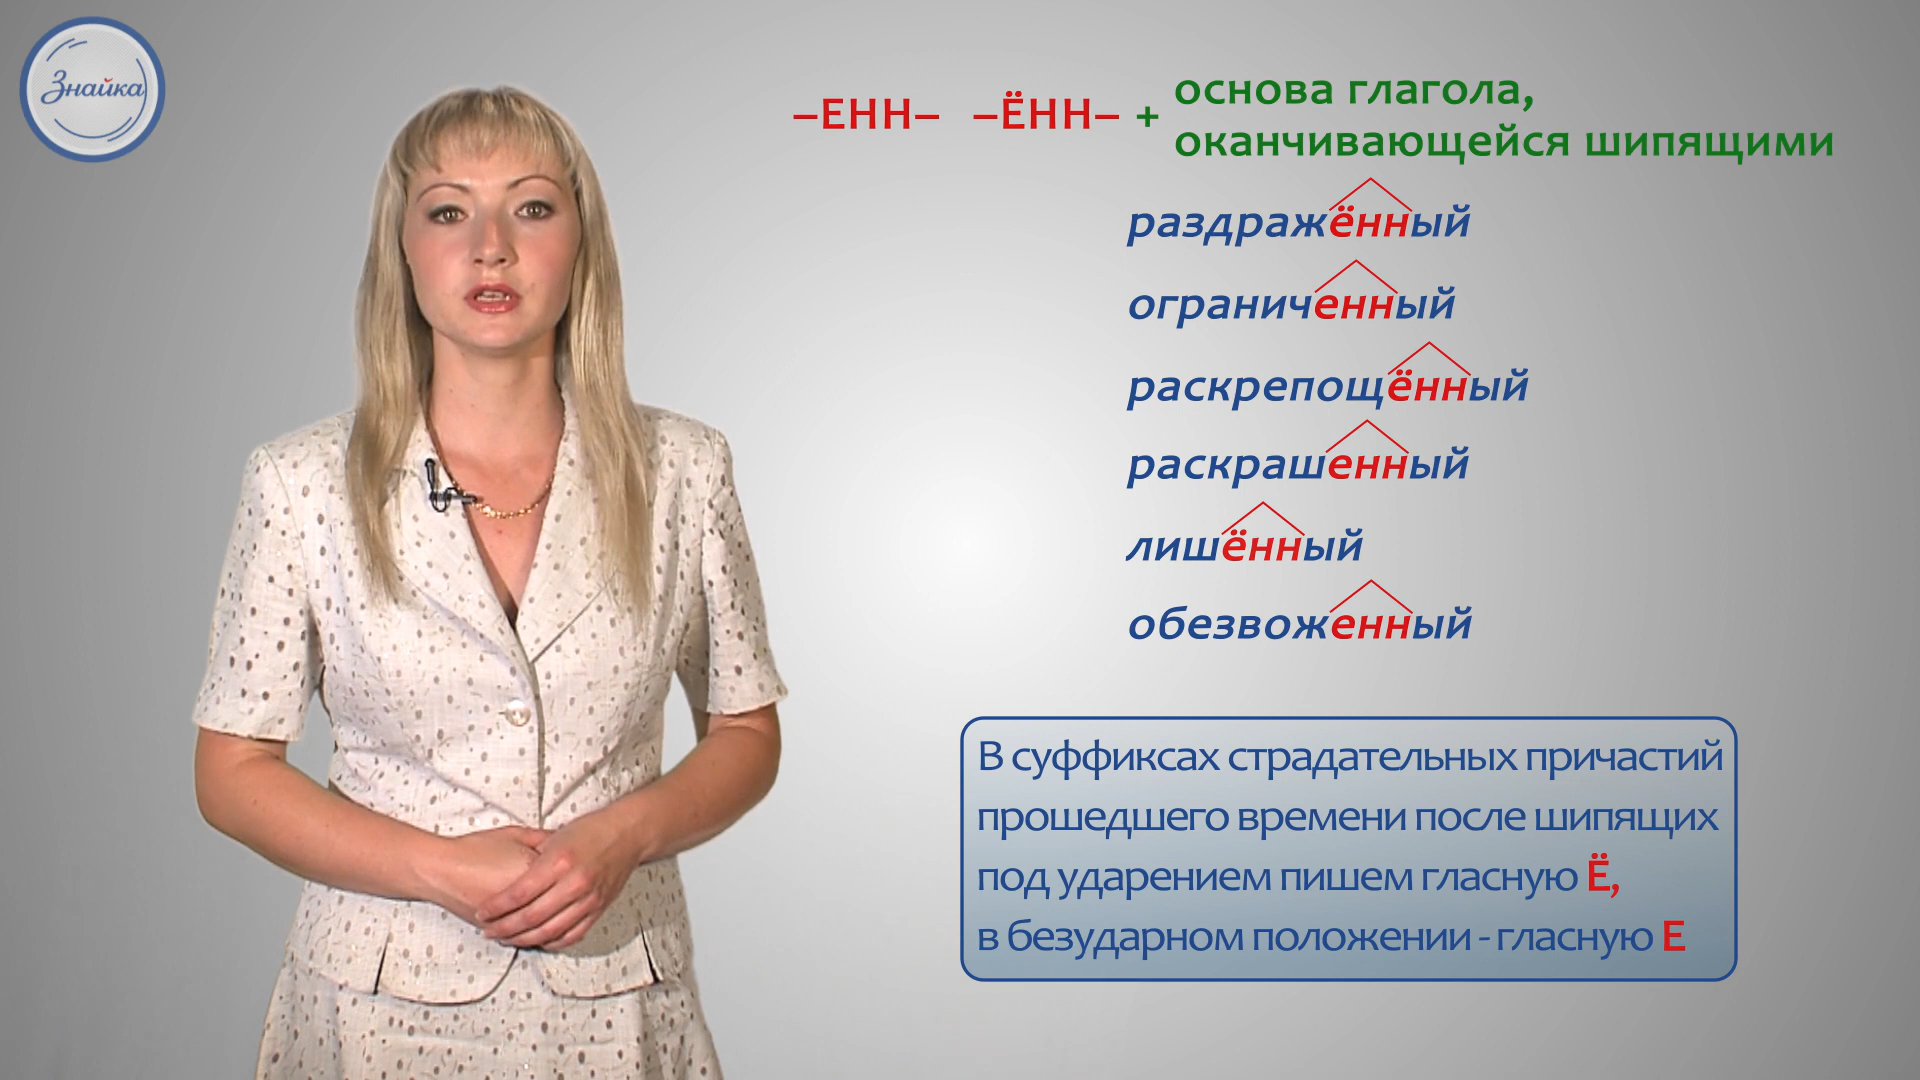 Знайка
–ЕНН– –ЁНН– + основа глагола,
оканчивающейся шипящими
раздражённый
ограниченный
раскрепощённый
раскрашенный
лишённый
обезвоженный
В суффиксах страдательных причастий
прошедшего времени после шипящих
под ударением пишем гласную Ё,
в безударном положении - гласную Е